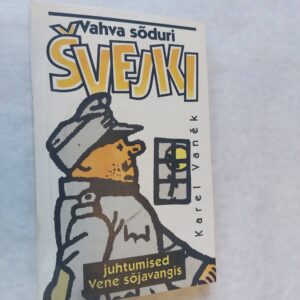 Vahva sõduri
ŠVEJKI
Karel Vaněk
juhtumised
Vene sõjavangis